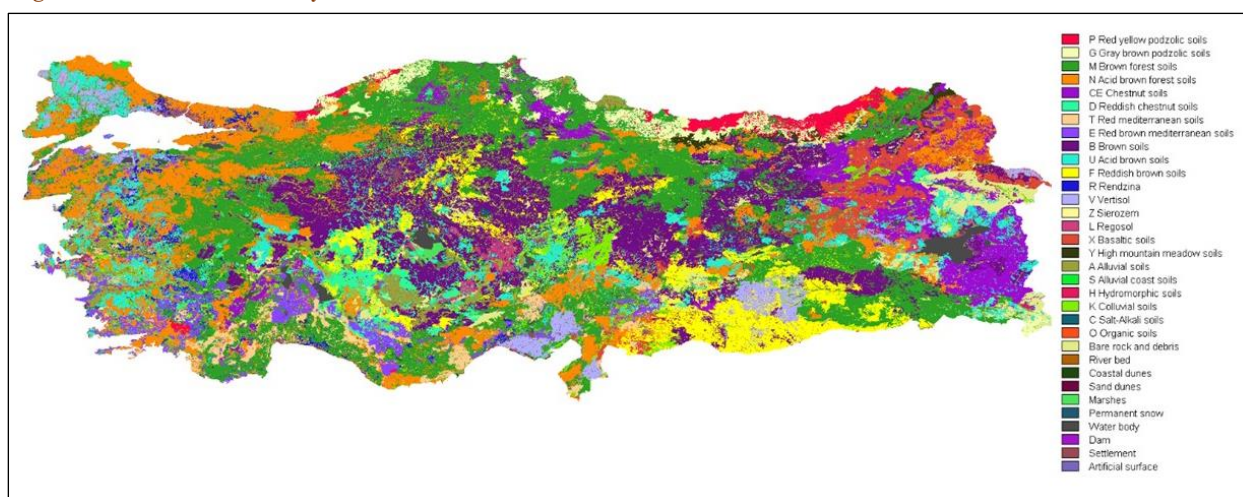 P Red yellow podzolic soils
G Gray brown podzolic soils
M Brown forest soils
N Acid brown forest soils
CE Chestnut soils
D Reddish chestnut soils
T Red mediterranean soils
E Red brown mediterranean soils
B Brown soils
U Acid brown soils
F Reddish brown soils
R Rendzina
V Vertisol
Z Sierozem
L Regosol
X Basaltic soils
Y High mountain meadow soils
A Alluvial soils
S Alluvial coast soils
H Hydromorphic soils
K Colluvial soils
C Salt-Alkali soils
O Organic soils
Bare rock and debris
River bed
Coastal dunes
Sand dunes
Marshes
Permanent snow
Water body
Dam
Settlement
Artificial surface